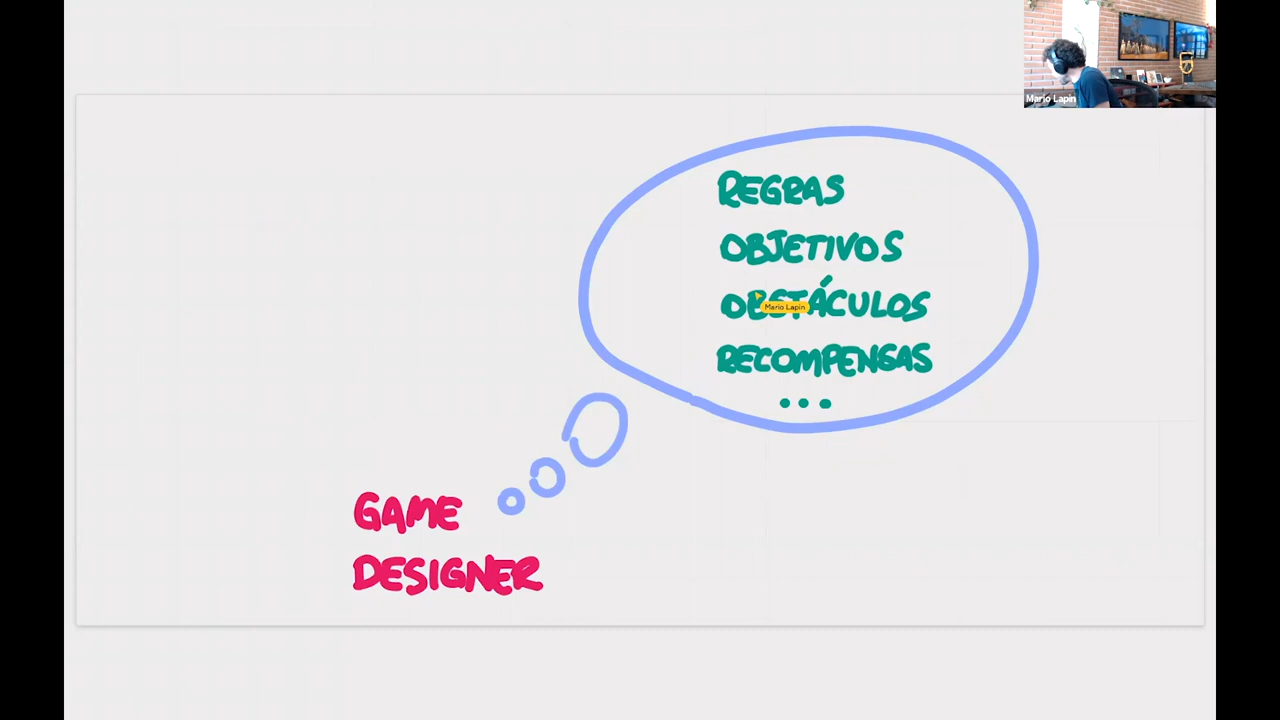 Mario Lapin
REGRAS
OBJETIVOS
OBSTÁCULOS
Mario Lapin
RECOMPENSAS
...
GAME
DESIGNER